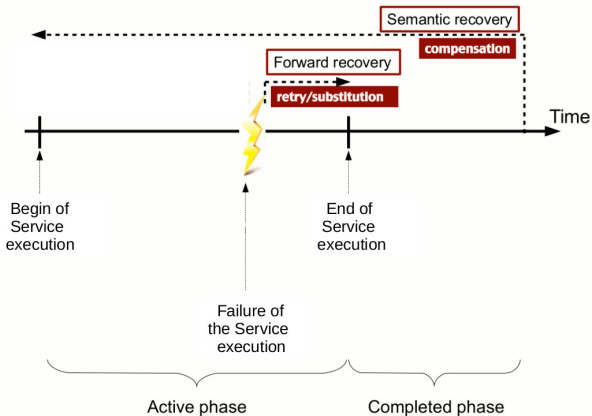 Semantic recovery
compensation
Forward recovery
retry/substitution
Time
Begin of
Service
execution
End of
Service
execution
Failure of
the Service
execution
Active phase
Completed phase